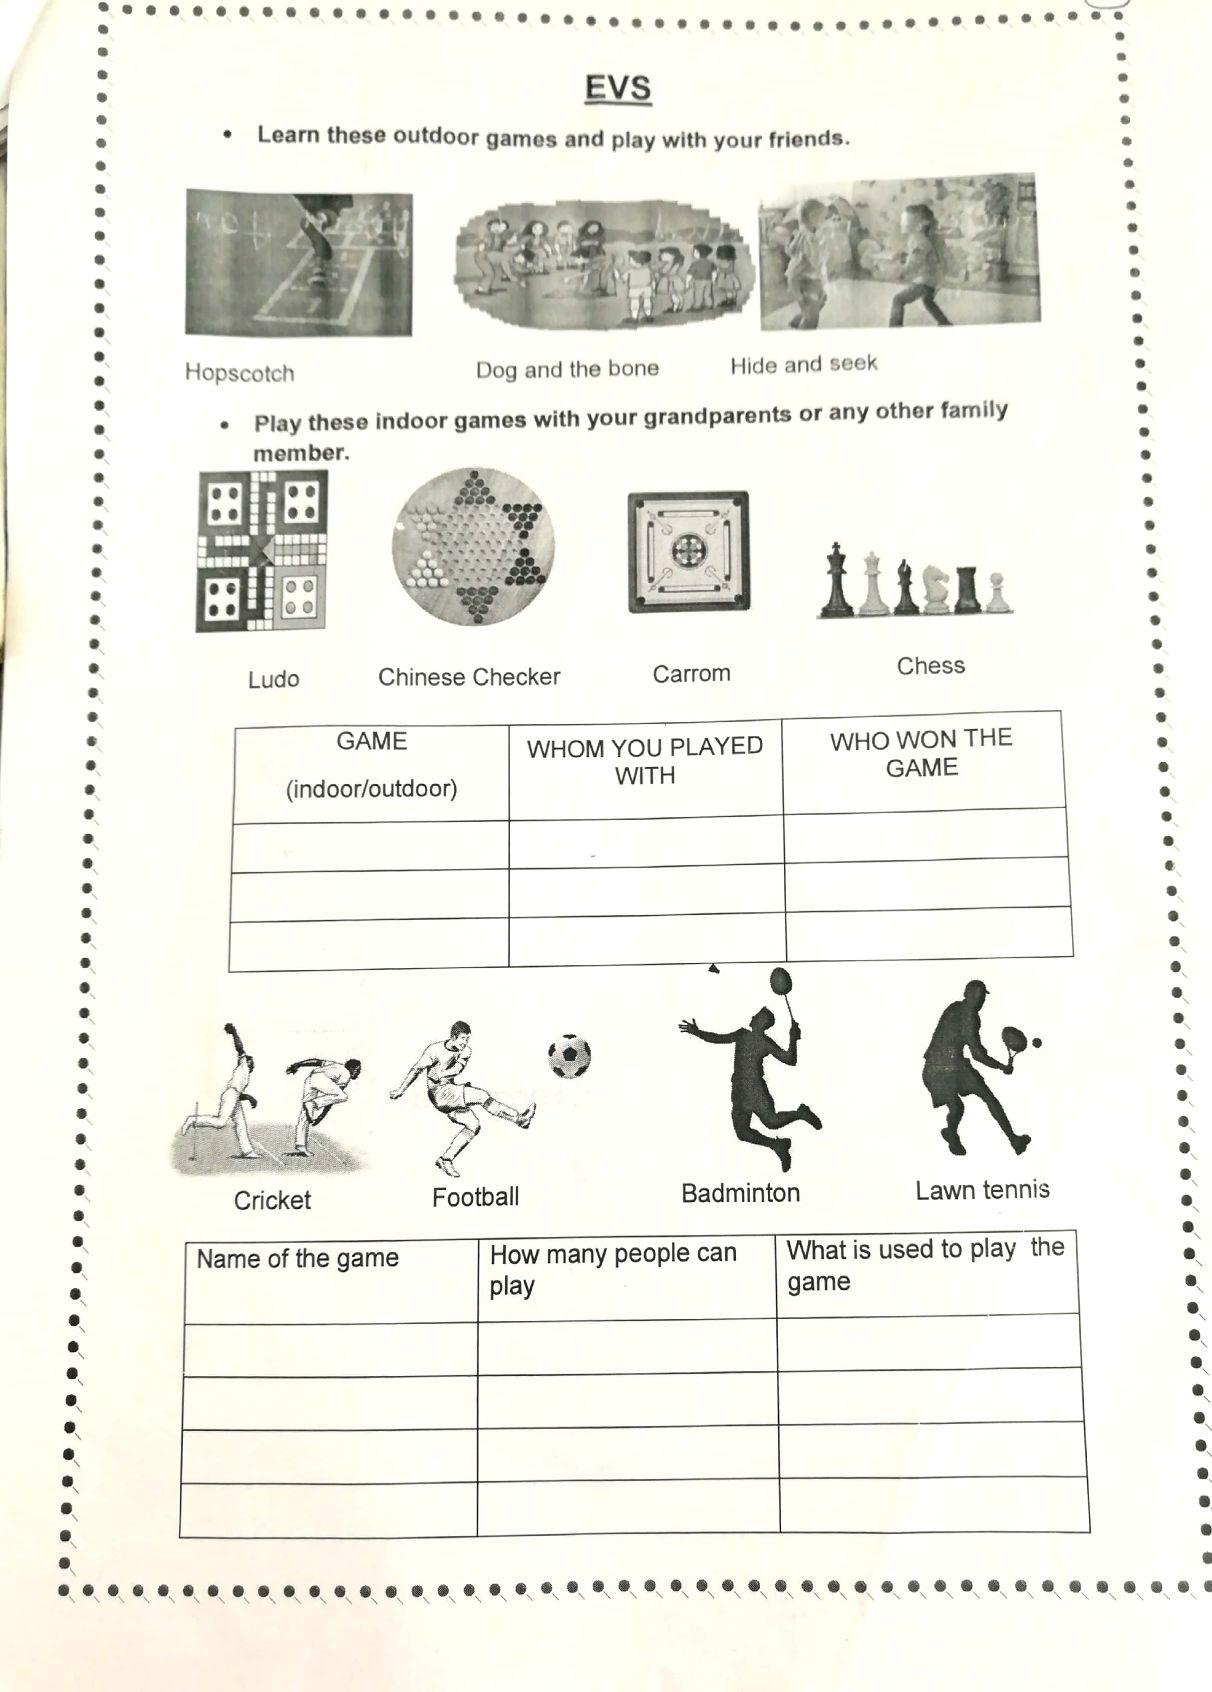 EVS
• Learn these outdoor games and play with your friends.
Hopscotch Dog and the bone Hide and seek
• Play these indoor games with your grandparents or any other family
member.
Ludo Chinese Checker Carrom Chess
GAME
(indoor/outdoor)
WHOM YOU PLAYED
WITH
WHO WON THE
GAME
Cricket Football Badminton Lawn tennis
Name of the game
How many people can
play
What is used to play the
game